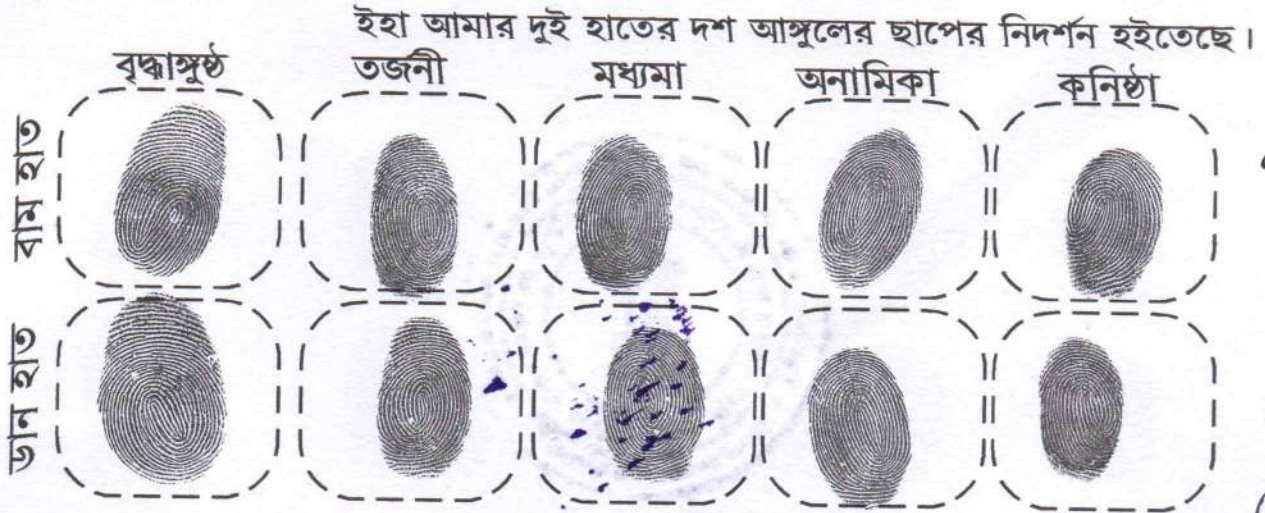 ইহা আমার দুই হাতের দশ আঙ্গুলের ছাপের নিদর্শন হইতেছে।
বৃদ্ধাঙ্গুষ্ঠ তর্জনী মধ্যমা অনামিকা কনিষ্ঠা
বাম হাত
ডান হাত